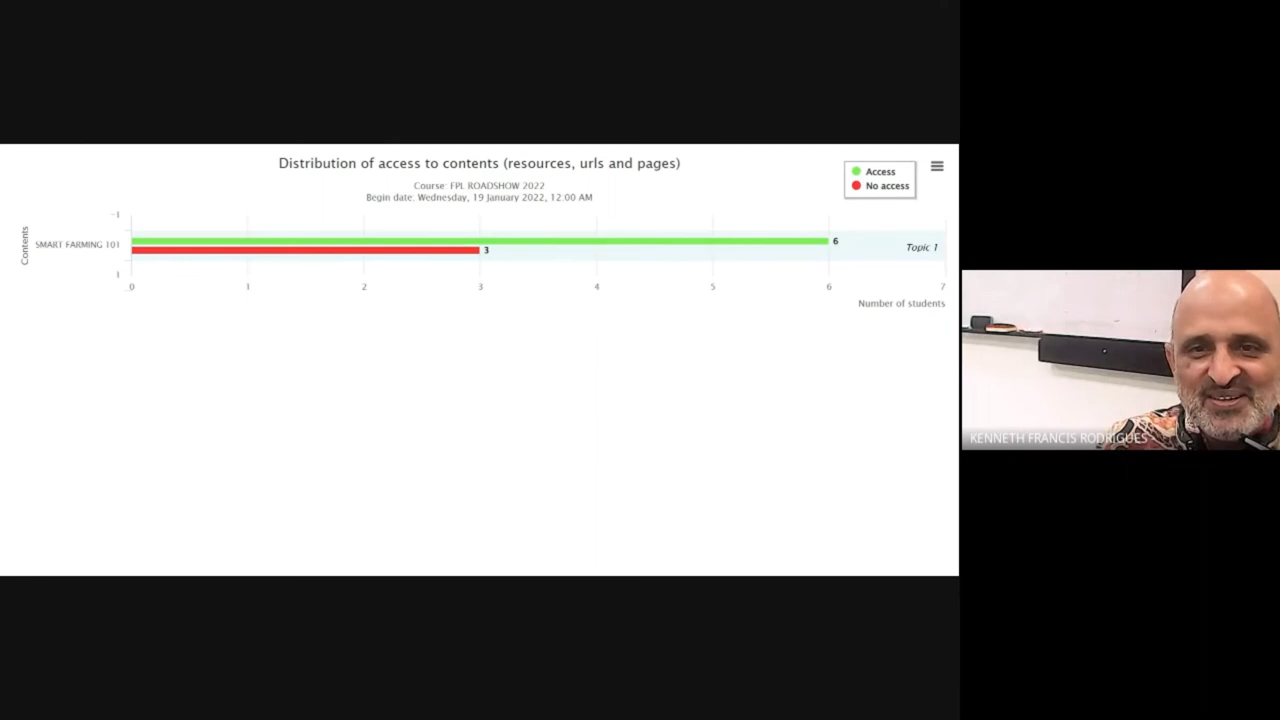 Distribution of access to contents (resources, urls and pages)
Course: FPL ROADSHOW 2022
Begin date: Wednesday, 19 January 2022, 12:00 AM
Access
No access
Contents
-1
SMART FARMING 101
1
6
3
Topic 1
0 1 2 3 4 5 6 7
Number of students
KENNETH FRANCIS RODRIGUES